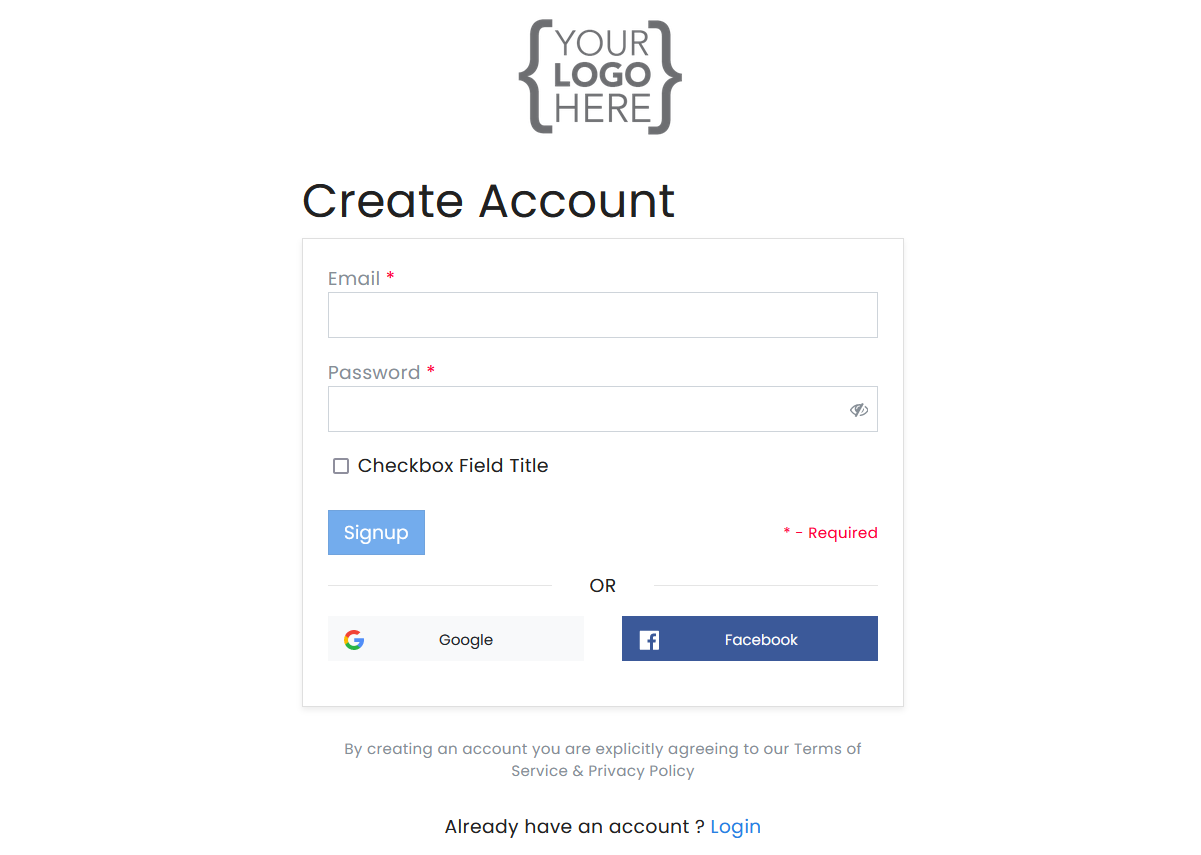 YOUR
LOGO
HERE
Create Account
Email *
Password *
Checkbox Field Title
Signup
* - Required
OR
Google
Facebook
By creating an account you are explicitly agreeing to our Terms of
Service & Privacy Policy
Already have an account ? Login